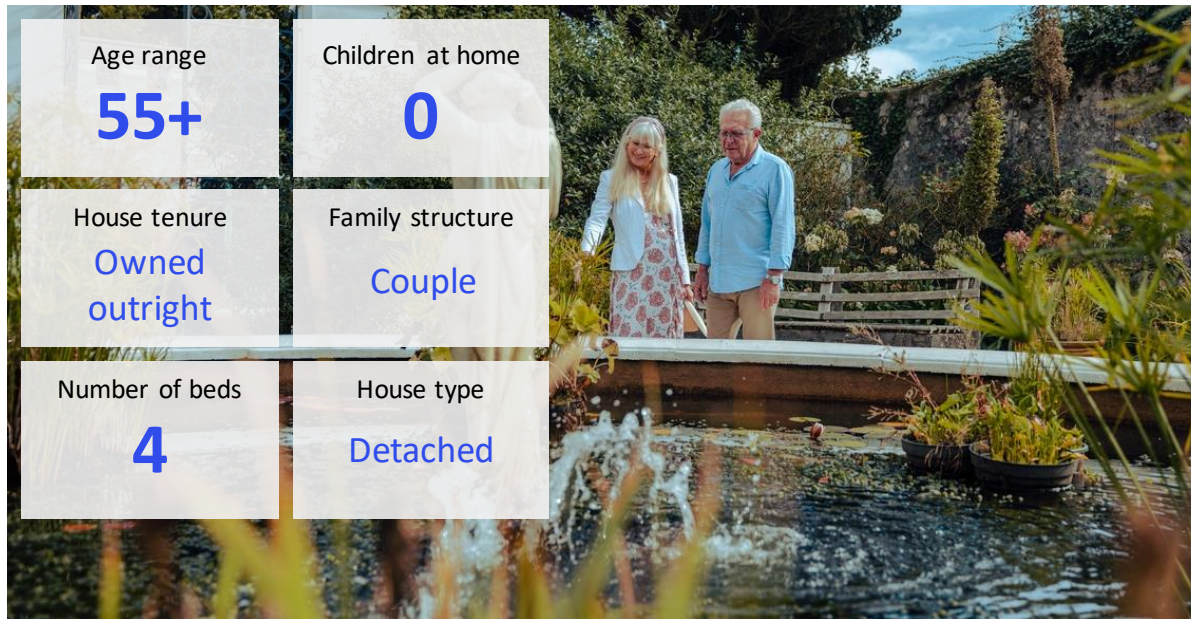 Age range
55+
Children at home
0
House tenure
Owned
outright
Family structure
Couple
Number of beds
4
House type
Detached